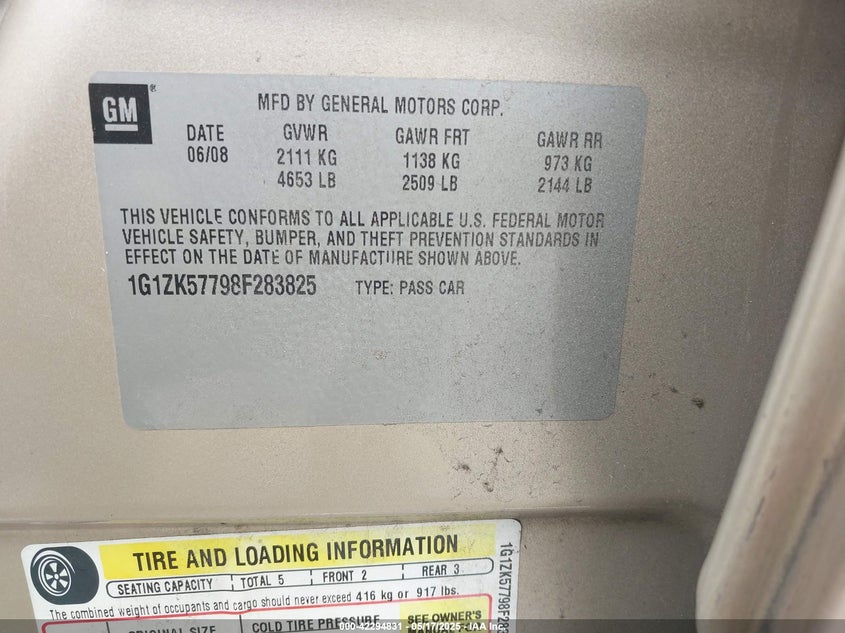 GM ®
MFD BY GENERAL MOTORS CORP.
DATE GVWR GAWR FRT GAWR RR
06/08 2111 KG 1138 KG 973 KG
4653 LB 2509 LB 2144 LB
THIS VEHICLE CONFORMS TO ALL APPLICABLE U.S. FEDERAL MOTOR
VEHICLE SAFETY, BUMPER, AND THEFT PREVENTION STANDARDS IN
EFFECT ON THE DATE OF MANUFACTURE SHOWN ABOVE.
1G1ZK57798F283825 TYPE: PASS CAR
TIRE AND LOADING INFORMATION
SEATING CAPACITY TOTAL 5 FRONT 2 REAR 3
The combined weight of occupants and cargo should never exceed 416 kg or 917 lbs.
ORIGINAL SIZE COLD TIRE PRESSURE SEE OWNER'S
1G1ZK57798F283
000-42294831 - 05/17/2025 - IAA Inc.